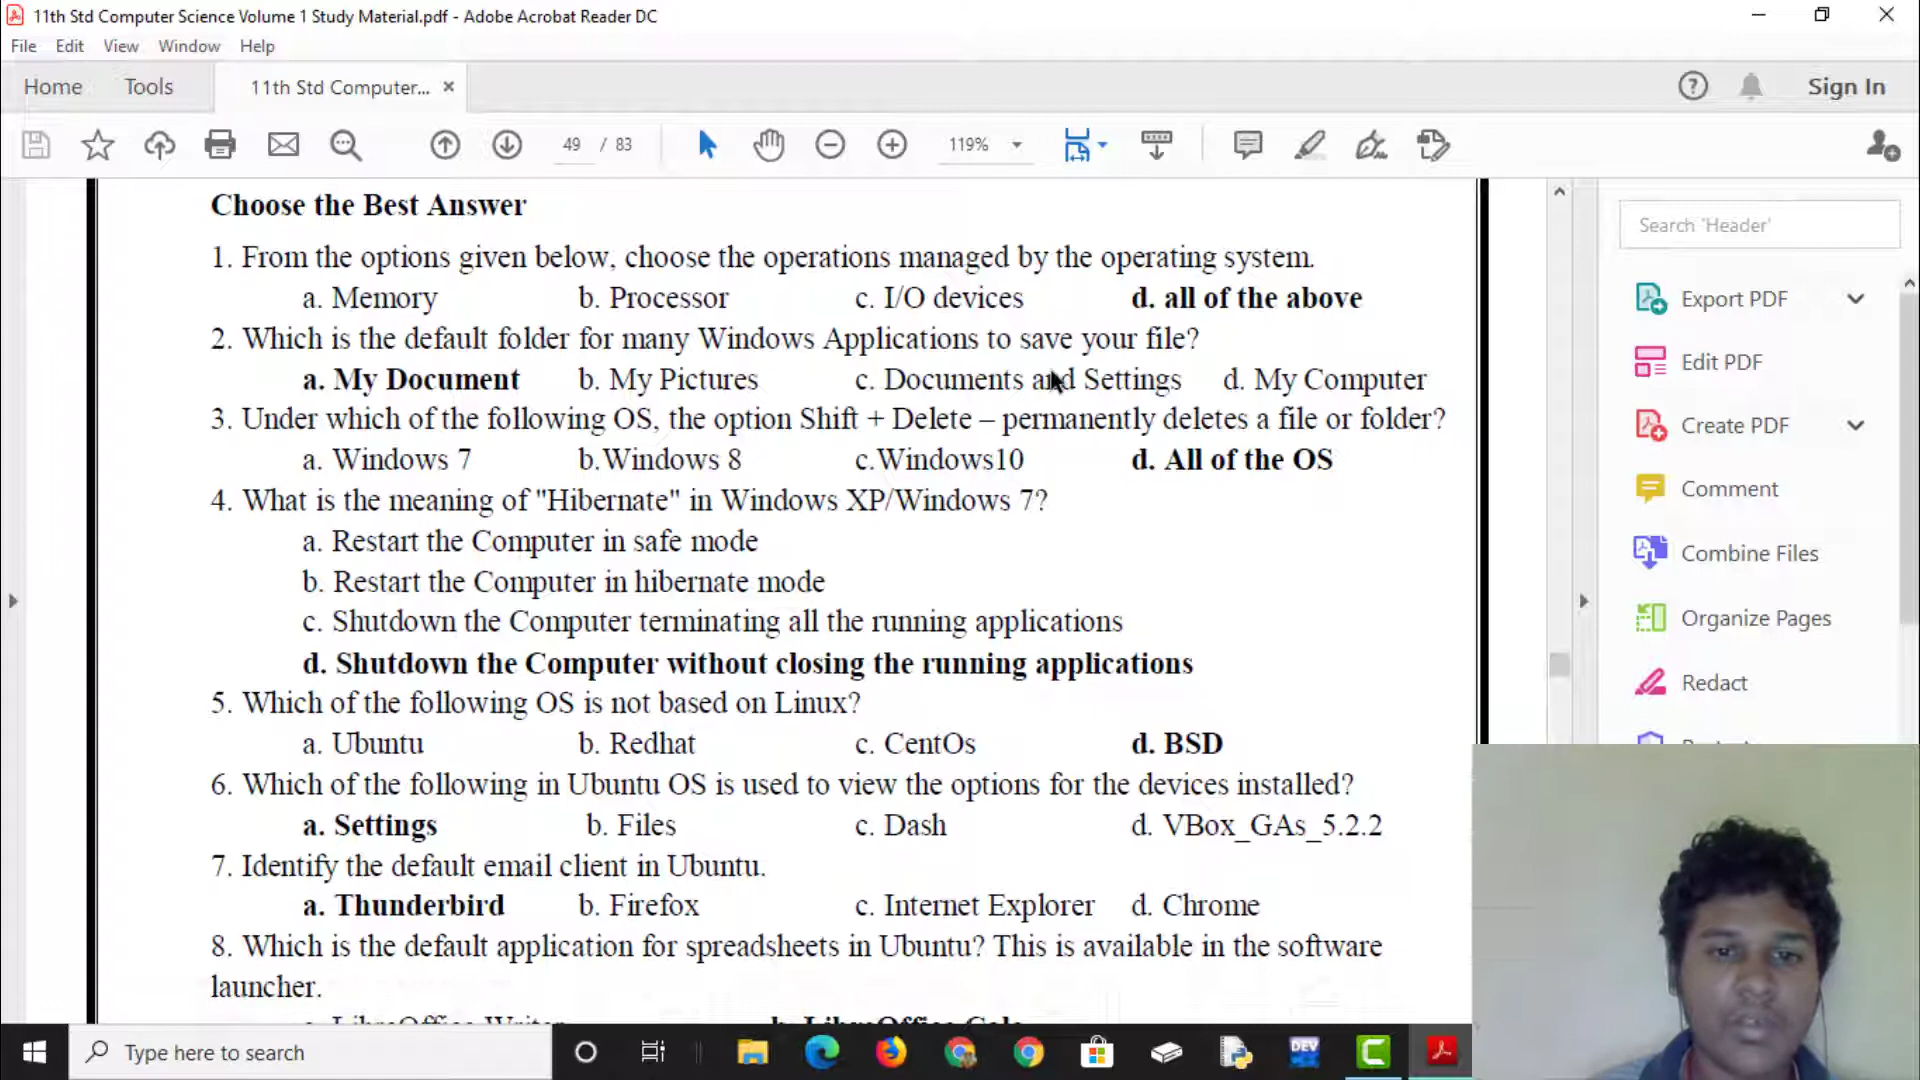 11th Std Computer Science Volume 1 Study Material.pdf - Adobe Acrobat Reader DC
File Edit View Window Help
Home Tools 11th Std Computer... × Sign In
49 / 83 119%
Choose the Best Answer
1. From the options given below, choose the operations managed by the operating system.
a. Memory b. Processor c. I/O devices d. all of the above
2. Which is the default folder for many Windows Applications to save your file?
a. My Document b. My Pictures c. Documents and Settings d. My Computer
3. Under which of the following OS, the option Shift + Delete – permanently deletes a file or folder?
a. Windows 7 b.Windows 8 c.Windows10 d. All of the OS
4. What is the meaning of "Hibernate" in Windows XP/Windows 7?
a. Restart the Computer in safe mode
b. Restart the Computer in hibernate mode
c. Shutdown the Computer terminating all the running applications
d. Shutdown the Computer without closing the running applications
5. Which of the following OS is not based on Linux?
a. Ubuntu b. Redhat c. CentOs d. BSD
6. Which of the following in Ubuntu OS is used to view the options for the devices installed?
a. Settings b. Files c. Dash d. VBox_GAs_5.2.2
7. Identify the default email client in Ubuntu.
a. Thunderbird b. Firefox c. Internet Explorer d. Chrome
8. Which is the default application for spreadsheets in Ubuntu? This is available in the software
launcher.
Search 'Header'
Export PDF
Edit PDF
Create PDF
Comment
Combine Files
Organize Pages
Redact
Type here to search
DEV